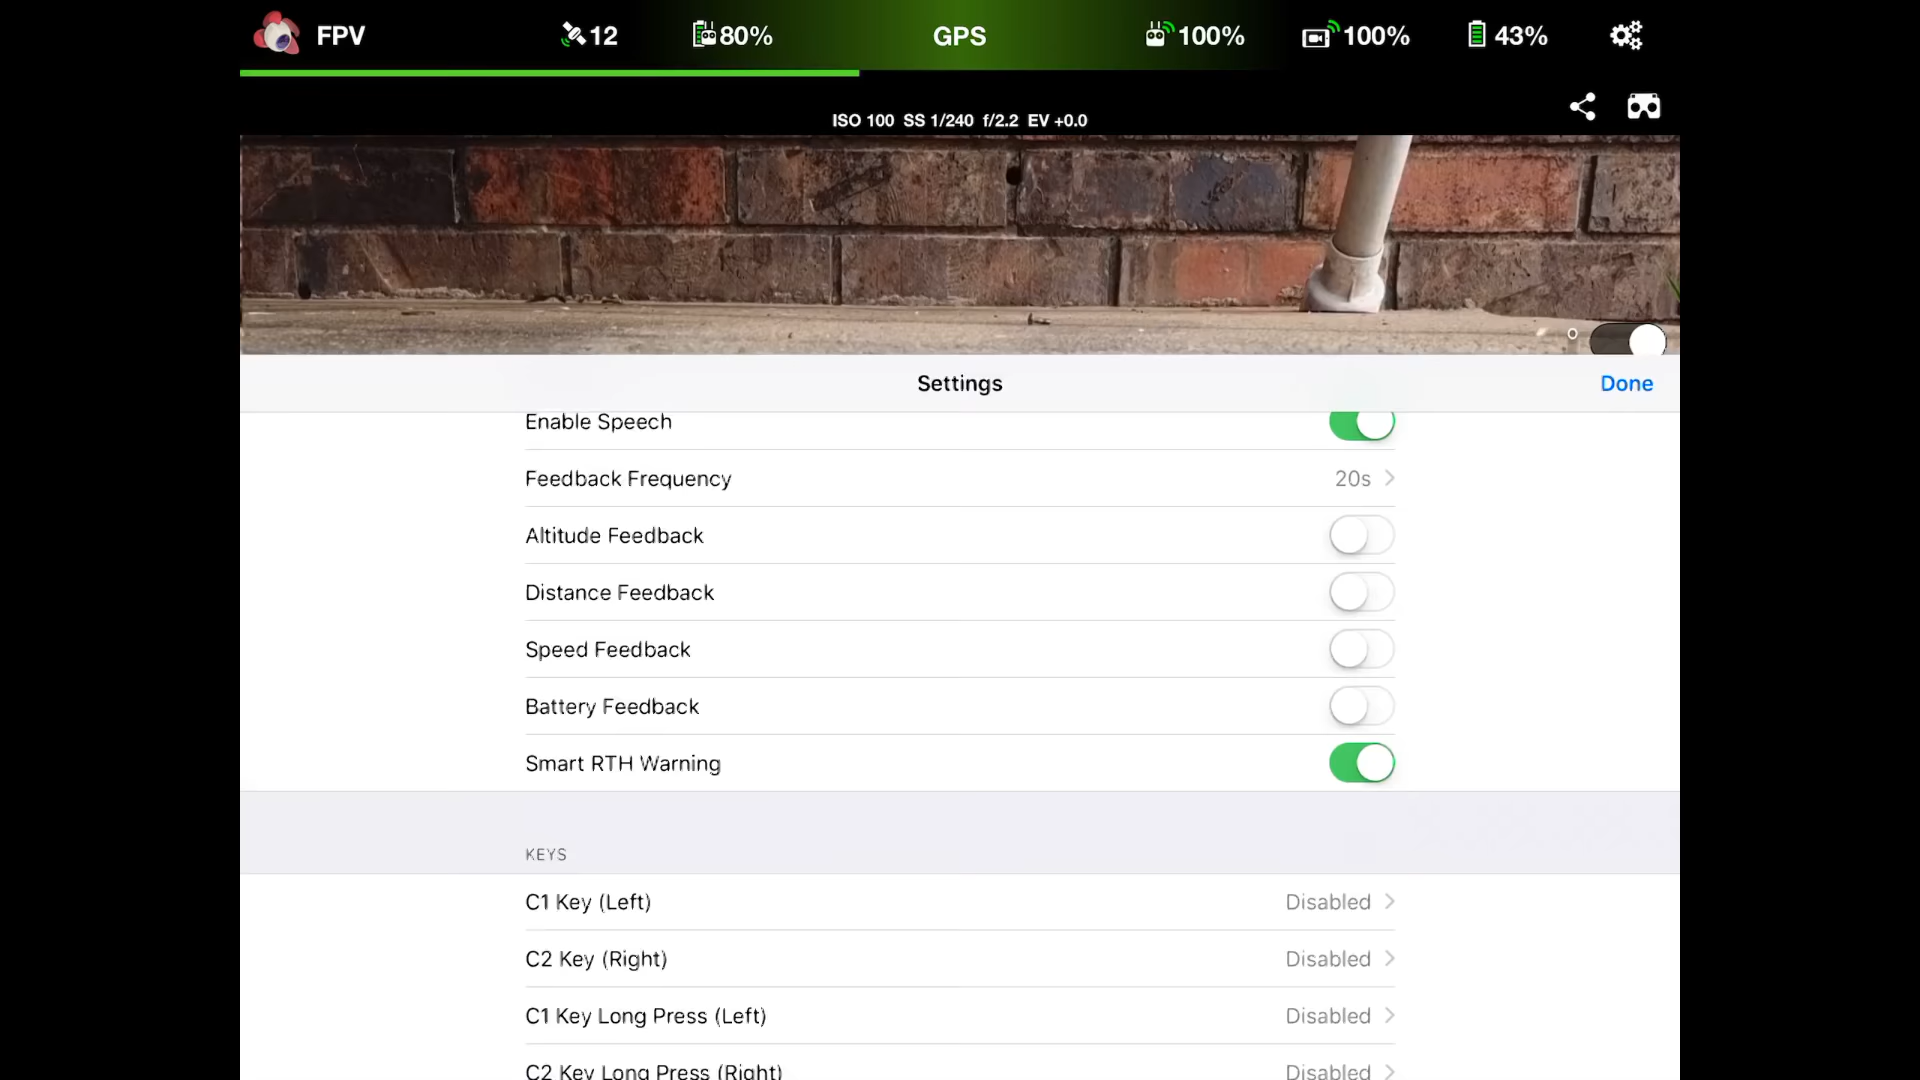 FPV 12 80% GPS 100% 100% 43%
ISO 100 SS 1/240 f/2.2 EV +0.0
Settings Done
Enable Speech
Feedback Frequency 20s
Altitude Feedback
Distance Feedback
Speed Feedback
Battery Feedback
Smart RTH Warning
KEYS
C1 Key (Left) Disabled
C2 Key (Right) Disabled
C1 Key Long Press (Left) Disabled
C2 Key Long Press (Right) Disabled